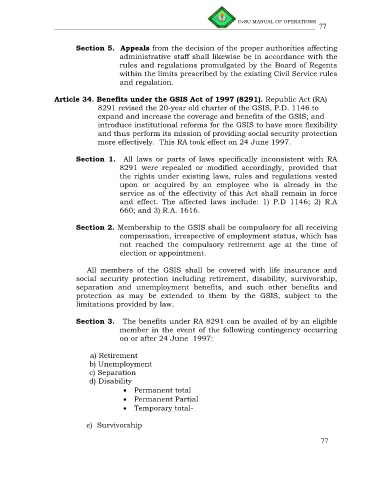 CvSU MANUAL OF OPERATIONS
77
Section 5. Appeals from the decision of the proper authorities affecting
administrative staff shall likewise be in accordance with the
rules and regulations promulgated by the Board of Regents
within the limits prescribed by the existing Civil Service rules
and regulation.
Article 34. Benefits under the GSIS Act of 1997 (8291). Republic Act (RA)
8291 revised the 20-year old charter of the GSIS, P.D. 1146 to
expand and increase the coverage and benefits of the GSIS; and
introduce institutional reforms for the GSIS to have more flexibility
and thus perform its mission of providing social security protection
more effectively. This RA took effect on 24 June 1997.
Section 1. All laws or parts of laws specifically inconsistent with RA
8291 were repealed or modified accordingly, provided that
the rights under existing laws, rules and regulations vested
upon or acquired by an employee who is already in the
service as of the effectivity of this Act shall remain in force
and effect. The affected laws include: 1) P.D 1146; 2) R.A
660; and 3) R.A. 1616.
Section 2. Membership to the GSIS shall be compulsory for all receiving
compensation, irrespective of employment status, which has
not reached the compulsory retirement age at the time of
election or appointment.
All members of the GSIS shall be covered with life insurance and
social security protection including retirement, disability, survivorship,
separation and unemployment benefits, and such other benefits and
protection as may be extended to them by the GSIS, subject to the
limitations provided by law.
Section 3. The benefits under RA 8291 can be availed of by an eligible
member in the event of the following contingency occurring
on or after 24 June 1997:
a) Retirement
b) Unemployment
c) Separation
d) Disability
• Permanent total
• Permanent Partial
• Temporary total-
e) Survivorship
77